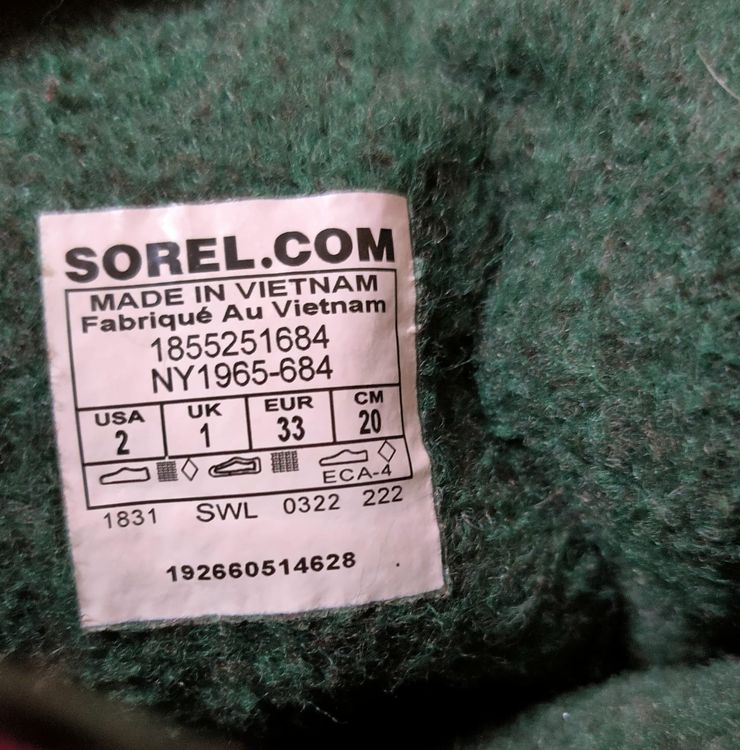 SOREL.COM
MADE IN VIETNAM
Fabriqué Au Vietnam
1855251684
NY1965-684
USA UK EUR CM
2 1 33 20
ECA-4
1831 SWL 0322 222
192660514628